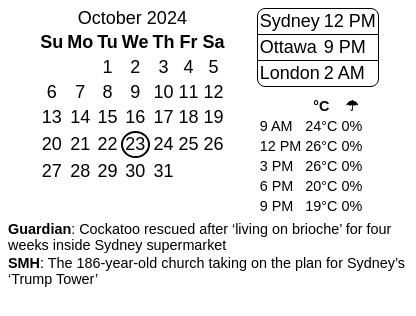 October 2024
Su Mo Tu We Th Fr Sa
1 2 3 4 5
6 7 8 9 10 11 12
13 14 15 16 17 18 19
20 21 22 23 24 25 26
27 28 29 30 31
Sydney 12 PM
Ottawa 9 PM
London 2 AM
°C ☂
9 AM 24°C 0%
12 PM 26°C 0%
3 PM 26°C 0%
6 PM 20°C 0%
9 PM 19°C 0%
Guardian: Cockatoo rescued after ‘living on brioche’ for four
weeks inside Sydney supermarket
SMH: The 186-year-old church taking on the plan for Sydney’s
‘Trump Tower’